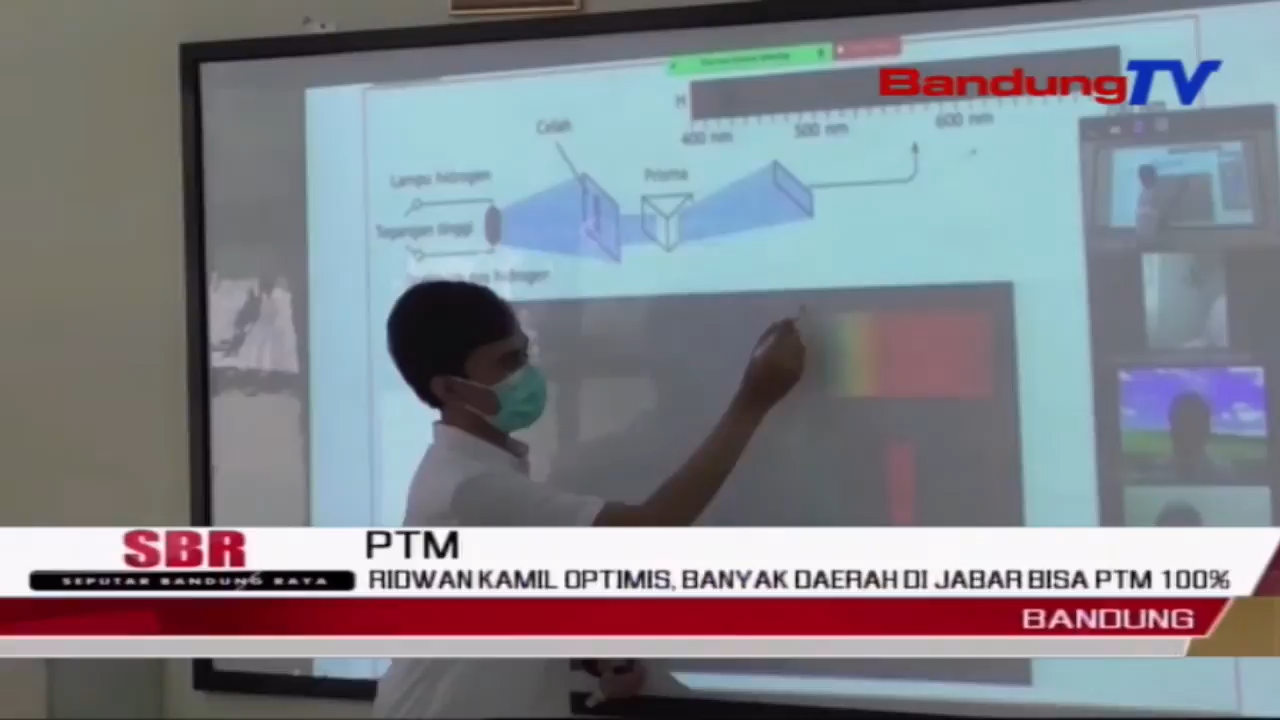 BandungTV
H
400 nm 500 nm 600 nm
Celah
Lampu hidrogen
Prisma
Tegangan tinggi
hidrogen
SBR
SEPUTAR BANDUNG RAYA
PTM
RIDWAN KAMIL OPTIMIS, BANYAK DAERAH DI JABAR BISA PTM 100%
BANDUNG